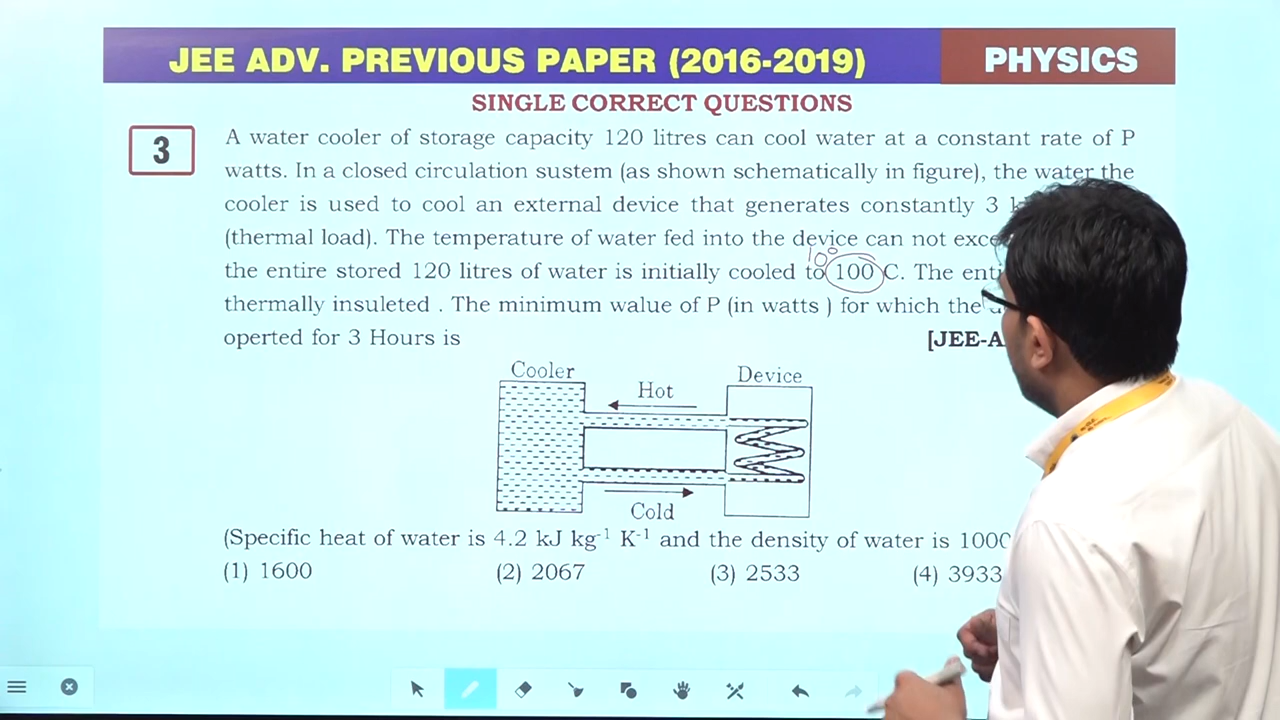 JEE ADV. PREVIOUS PAPER (2016-2019)
PHYSICS
SINGLE CORRECT QUESTIONS
3
A water cooler of storage capacity 120 litres can cool water at a constant rate of P
watts. In a closed circulation sustem (as shown schematically in figure), the water the
cooler is used to cool an external device that generates constantly 3
(thermal load). The temperature of water fed into the device can not
10°
the entire stored 120 litres of water is initially cooled to 100 C. The
thermally insuleted . The minimum walue of P (in watts ) for which the
operted for 3 Hours is
[JEE-A
Cooler
Device
Hot
Cold
(Specific heat of water is 4.2 kJ kg⁻¹ K⁻¹ and the density of water is 1000
(1) 1600 (2) 2067 (3) 2533 (4) 3933